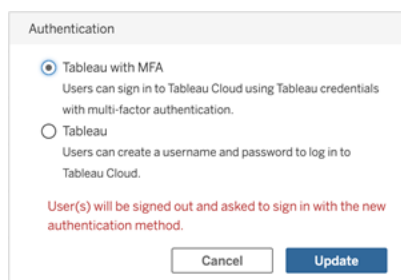 Authentication
Tableau with MFA
Users can sign in to Tableau Cloud using Tableau credentials
with multi-factor authentication.
Tableau
Users can create a username and password to log in to
Tableau Cloud.
User(s) will be signed out and asked to sign in with the new
authentication method.
Cancel Update